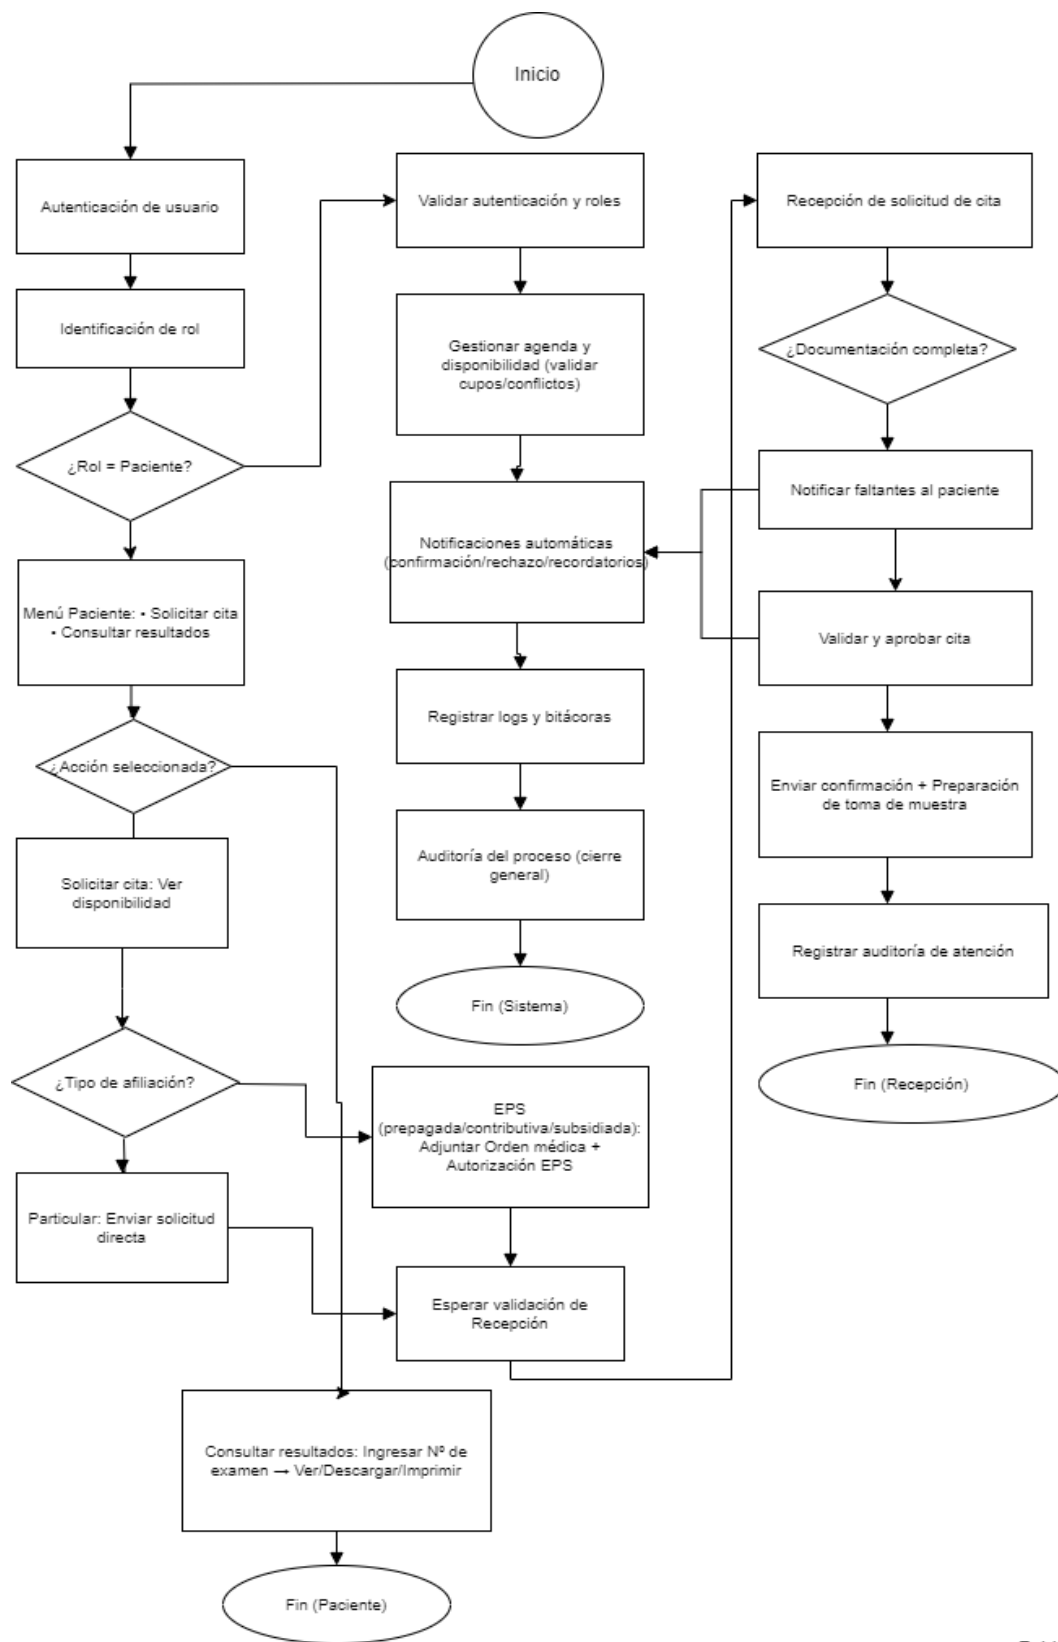 Inicio
Autenticación de usuario
Identificación de rol
¿Rol = Paciente?
Menú Paciente: • Solicitar cita
• Consultar resultados
¿Acción seleccionada?
Solicitar cita: Ver
disponibilidad
¿Tipo de afiliación?
Particular: Enviar solicitud
directa
Validar autenticación y roles
Gestionar agenda y
disponibilidad (validar
cupos/conflictos)
Notificaciones automáticas
(confirmación/rechazo/recordatorios)
Registrar logs y bitácoras
Auditoría del proceso (cierre
general)
Fin (Sistema)
EPS
(prepagada/contributiva/subsidiada):
Adjuntar Orden médica +
Autorización EPS
Esperar validación de
Recepción
Consultar resultados: Ingresar Nº de
examen → Ver/Descargar/Imprimir
Fin (Paciente)
Recepción de solicitud de cita
¿Documentación completa?
Notificar faltantes al paciente
Validar y aprobar cita
Enviar confirmación + Preparación
de toma de muestra
Registrar auditoría de atención
Fin (Recepción)